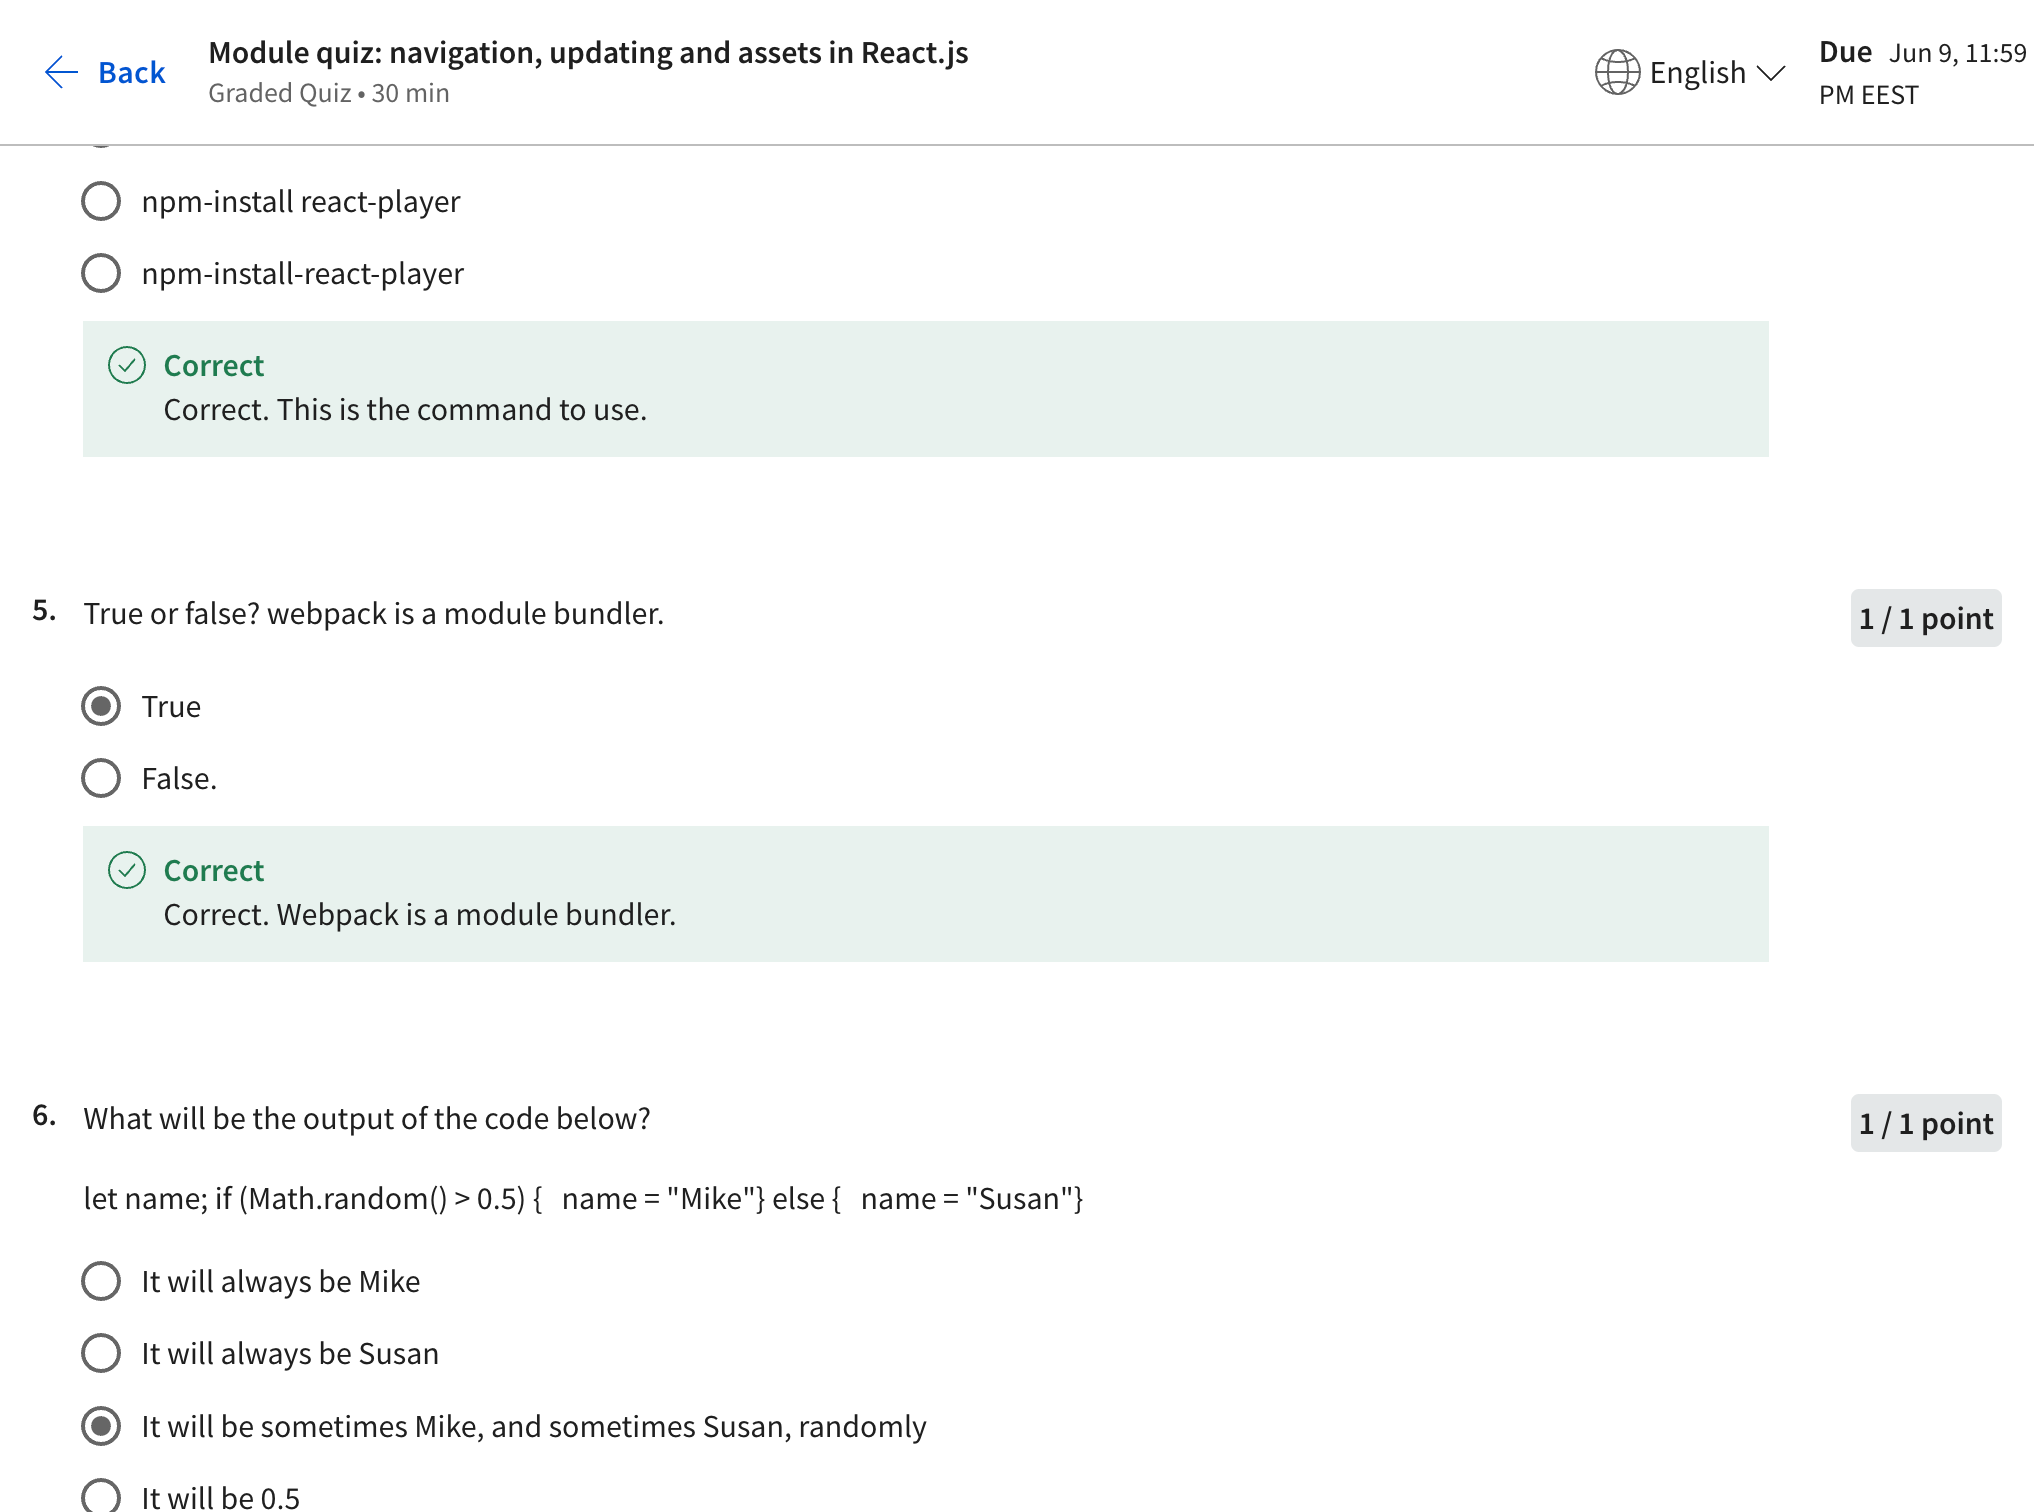 Back
Module quiz: navigation, updating and assets in React.js
Graded Quiz • 30 min
English
Due Jun 9, 11:59
PM EEST
npm-install react-player
npm-install-react-player
Correct
Correct. This is the command to use.
5. True or false? webpack is a module bundler.
1 / 1 point
True
False.
Correct
Correct. Webpack is a module bundler.
6. What will be the output of the code below?
1 / 1 point
let name; if (Math.random() > 0.5) {   name = "Mike"} else {   name = "Susan"}
It will always be Mike
It will always be Susan
It will be sometimes Mike, and sometimes Susan, randomly
It will be 0.5